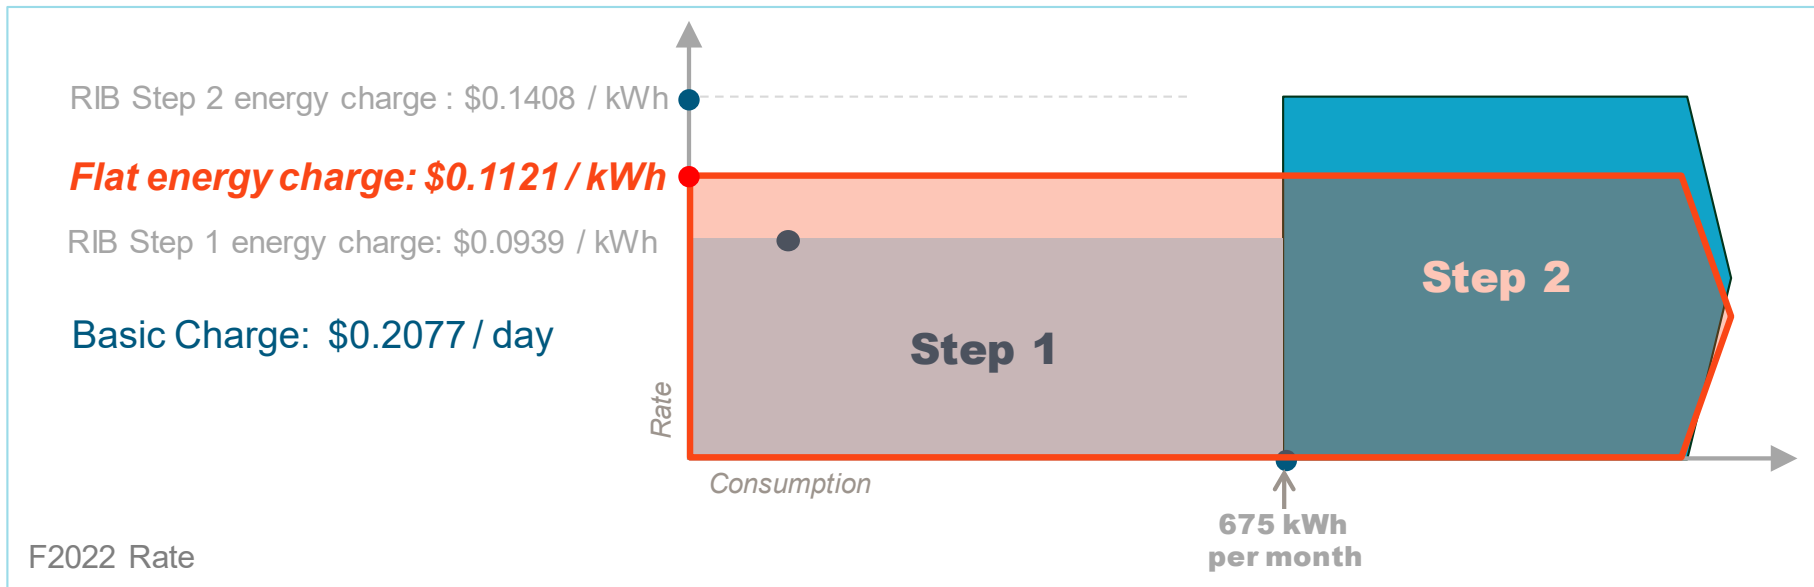 RIB Step 2 energy charge : $0.1408 / kWh
Flat energy charge: $0.1121 / kWh
RIB Step 1 energy charge: $0.0939 / kWh
Basic Charge: $0.2077 / day
Step 1
Step 2
Rate
Consumption
675 kWh
per month
F2022 Rate